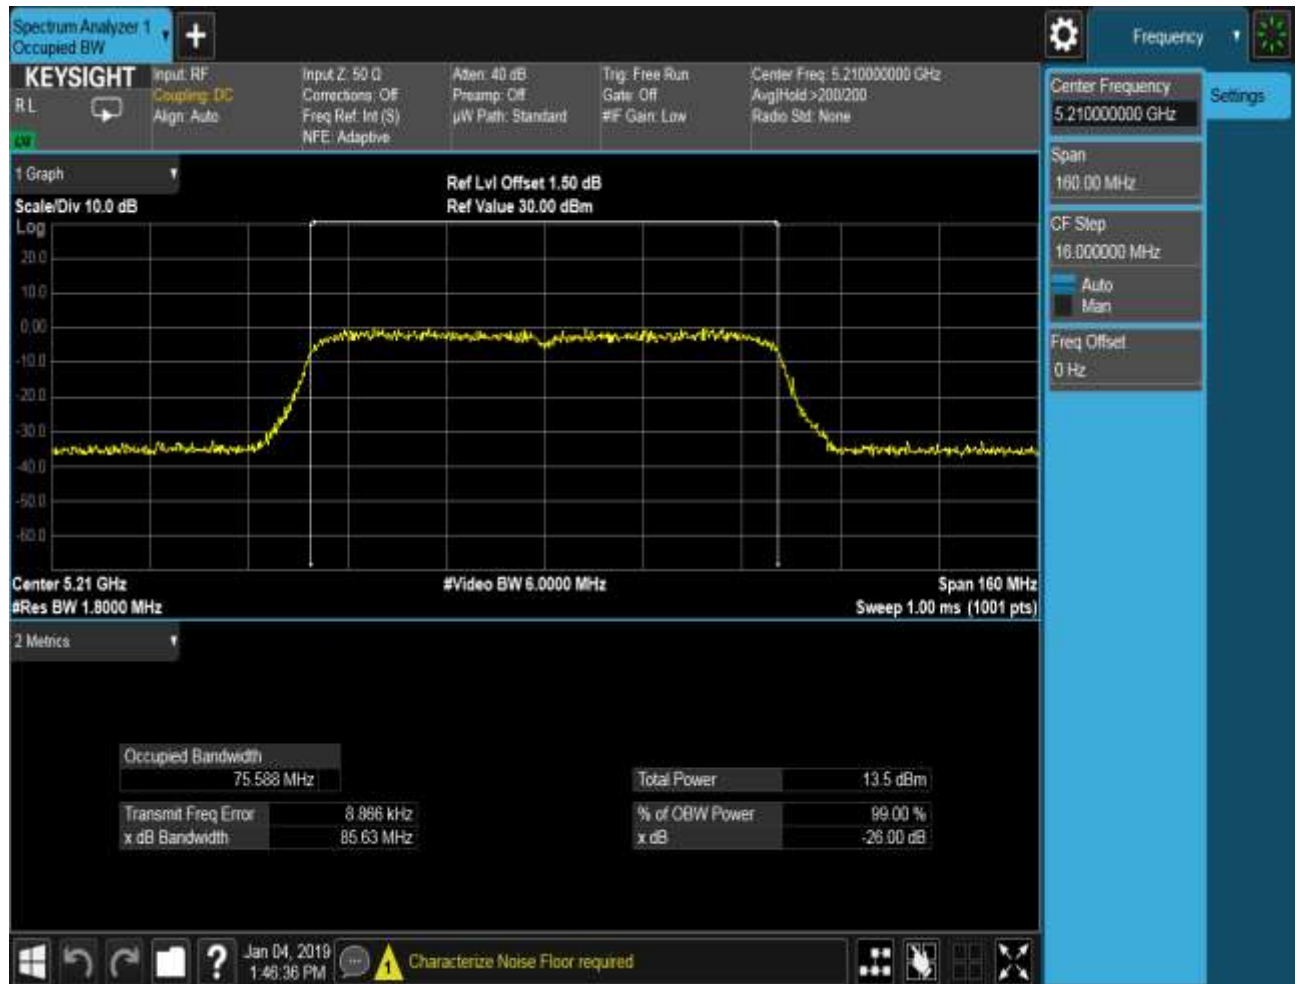 Spectrum Analyzer 1
Occupied BW
Frequency
KEYSIGHT
R L
Input: RF
Coupling: DC
Align: Auto
Input Z: 50 Ω
Corrections: Off
Freq Ref: Int (S)
NFE: Adaptive
Atten: 40 dB
Preamp: Off
µW Path: Standard
Trig: Free Run
Gate: Off
#IF Gain: Low
Center Freq: 5.210000000 GHz
Avg|Hold:>200/200
Radio Std: None
Center Frequency
5.210000000 GHz
Settings
Span
160.00 MHz
CF Step
16.000000 MHz
Auto
Man
Freq Offset
0 Hz
1 Graph
Scale/Div 10.0 dB
Ref Lvl Offset 1.50 dB
Ref Value 30.00 dBm
Log
20.0
10.0
0.00
-10.0
-20.0
-30.0
-40.0
-50.0
-60.0
Center 5.21 GHz
#Video BW 6.0000 MHz
Span 160 MHz
#Res BW 1.8000 MHz
Sweep 1.00 ms (1001 pts)
2 Metrics
Occupied Bandwidth
75.588 MHz
Total Power 13.5 dBm
Transmit Freq Error 8.866 kHz
% of OBW Power 99.00 %
x dB Bandwidth 85.63 MHz
x dB -26.00 dB
?
Jan 04, 2019
1:46:36 PM
1
Characterize Noise Floor required